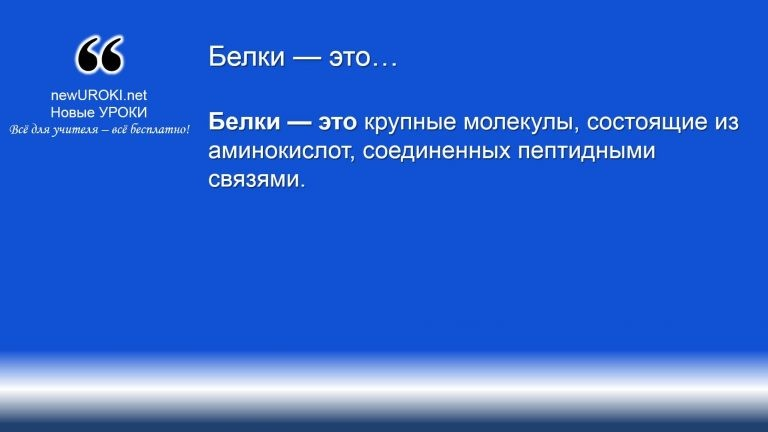 newUROKI.net
Новые УРОКИ
Всё для учителя – всё бесплатно!
Белки — это…
Белки — это крупные молекулы, состоящие из
аминокислот, соединенных пептидными
связями.